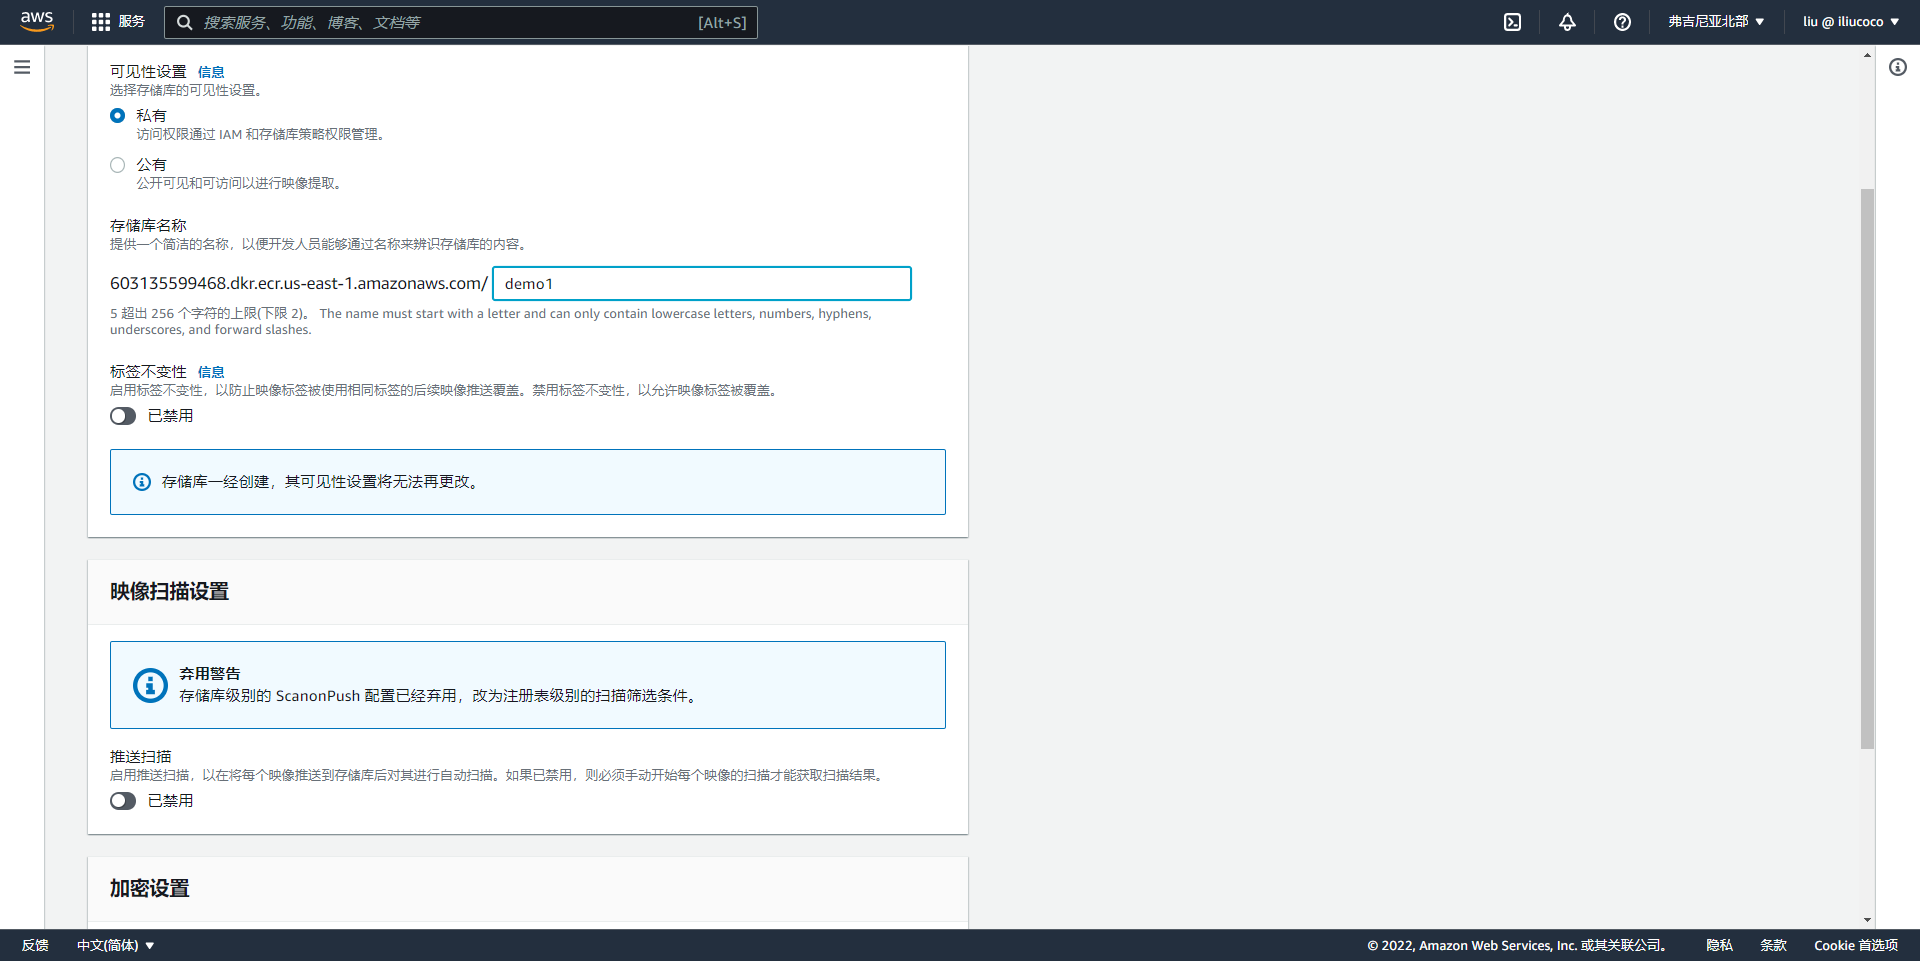 aws
服务
搜索服务、功能、博客、文档等
[Alt+S]
弗吉尼亚北部
liu @ iliucoco
可见性设置 信息
选择存储库的可见性设置。
私有
访问权限通过 IAM 和存储库策略权限管理。
公有
公开可见和可访问以进行映像提取。
存储库名称
提供一个简洁的名称，以便开发人员能够通过名称来辨识存储库的内容。
603135599468.dkr.ecr.us-east-1.amazonaws.com/ demo1
5 超出 256 个字符的上限(下限 2)。 The name must start with a letter and can only contain lowercase letters, numbers, hyphens,
underscores, and forward slashes.
标签不变性 信息
启用标签不变性，以防止映像标签被使用相同标签的后续映像推送覆盖。禁用标签不变性，以允许映像标签被覆盖。
已禁用
存储库一经创建，其可见性设置将无法再更改。
映像扫描设置
弃用警告
存储库级别的 ScanonPush 配置已经弃用，改为注册表级别的扫描筛选条件。
推送扫描
启用推送扫描，以在将每个映像推送到存储库后对其进行自动扫描。如果已禁用，则必须手动开始每个映像的扫描才能获取扫描结果。
已禁用
加密设置
反馈
中文(简体)
© 2022, Amazon Web Services, Inc. 或其关联公司。
隐私
条款
Cookie 首选项